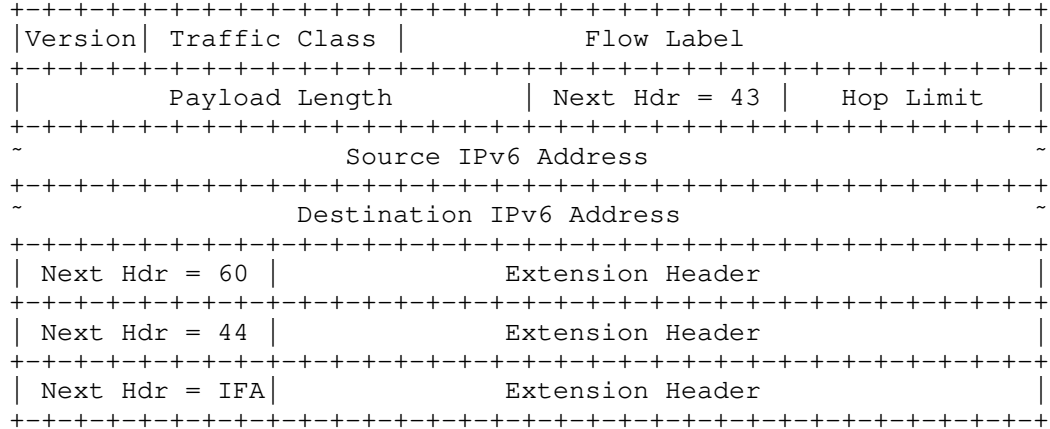 +-+-+-+-+-+-+-+-+-+-+-+-+-+-+-+-+-+-+-+-+-+-+-+-+-+-+-+-+-+-+-+-+
|Version| Traffic Class |           Flow Label                  |
+-+-+-+-+-+-+-+-+-+-+-+-+-+-+-+-+-+-+-+-+-+-+-+-+-+-+-+-+-+-+-+-+
|         Payload Length        | Next Hdr = 43 |   Hop Limit   |
+-+-+-+-+-+-+-+-+-+-+-+-+-+-+-+-+-+-+-+-+-+-+-+-+-+-+-+-+-+-+-+-+
~                    Source IPv6 Address                        ~
+-+-+-+-+-+-+-+-+-+-+-+-+-+-+-+-+-+-+-+-+-+-+-+-+-+-+-+-+-+-+-+-+
~                 Destination IPv6 Address                      ~
+-+-+-+-+-+-+-+-+-+-+-+-+-+-+-+-+-+-+-+-+-+-+-+-+-+-+-+-+-+-+-+-+
| Next Hdr = 60 |              Extension Header                 |
+-+-+-+-+-+-+-+-+-+-+-+-+-+-+-+-+-+-+-+-+-+-+-+-+-+-+-+-+-+-+-+-+
| Next Hdr = 44 |              Extension Header                 |
+-+-+-+-+-+-+-+-+-+-+-+-+-+-+-+-+-+-+-+-+-+-+-+-+-+-+-+-+-+-+-+-+
| Next Hdr = IFA|              Extension Header                 |
+-+-+-+-+-+-+-+-+-+-+-+-+-+-+-+-+-+-+-+-+-+-+-+-+-+-+-+-+-+-+-+-+